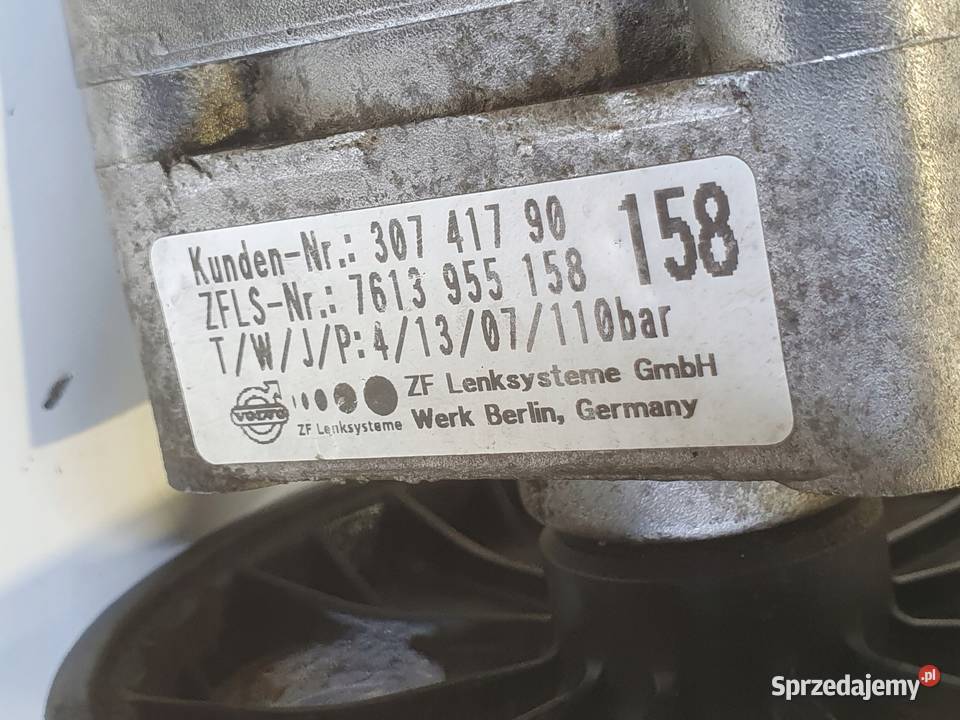 Kunden-Nr.: 307 417 90
158
ZFLS-Nr.: 7613 955 158
T/W/J/P:4/13/07/110bar
VOLVO
ZF Lenksysteme
ZF Lenksysteme GmbH
Werk Berlin, Germany
Sprzedajemy.pl